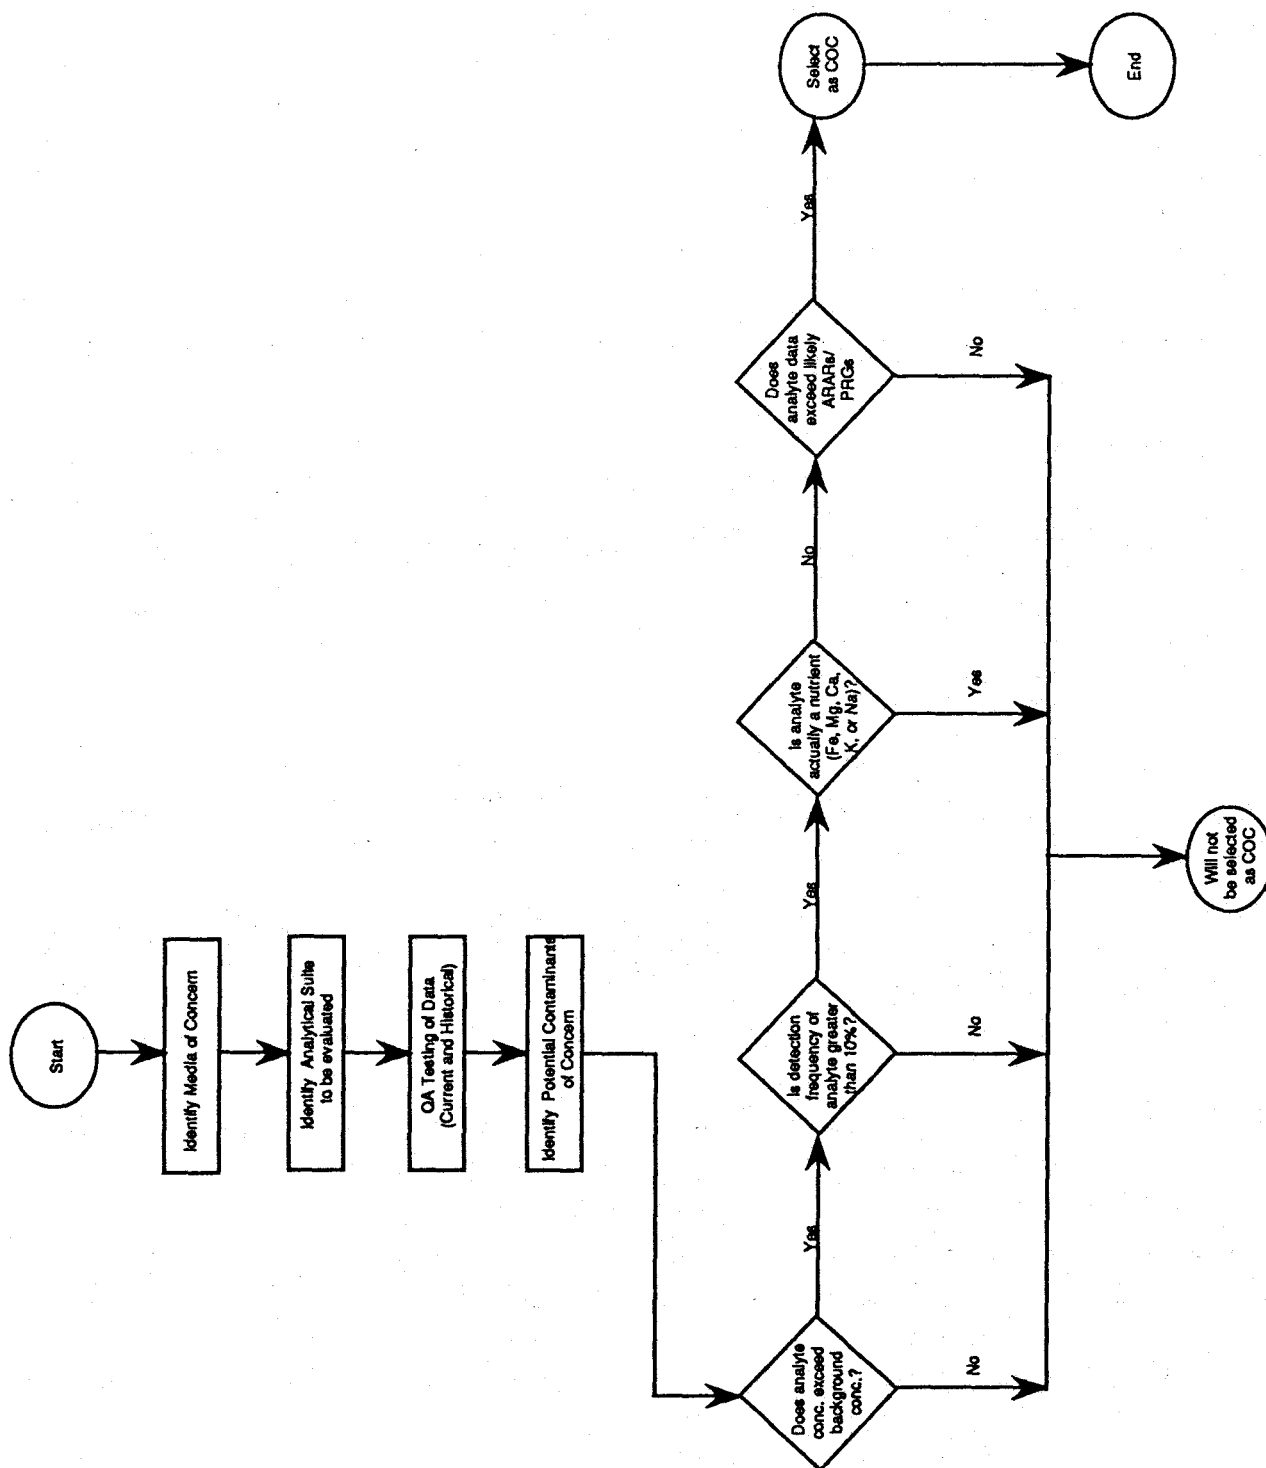 Start
Identify Media of Concern
Identify Analytical Suite
to be evaluated
QA Testing of Data
(Current and Historical)
Identify Potential Contaminants
of Concern
Does analyte
conc. exceed
background
conc.?
Yes
No
Is detection
frequency of
analyte greater
than 10%?
Yes
No
Is analyte
actually a nutrient
(Fe, Mg, Ca,
K, or Na)?
No
Yes
Does
analyte data
exceed likely
ARARs/
PRGs
Yes
No
Select
as COC
End
Will not
be selected
as COC